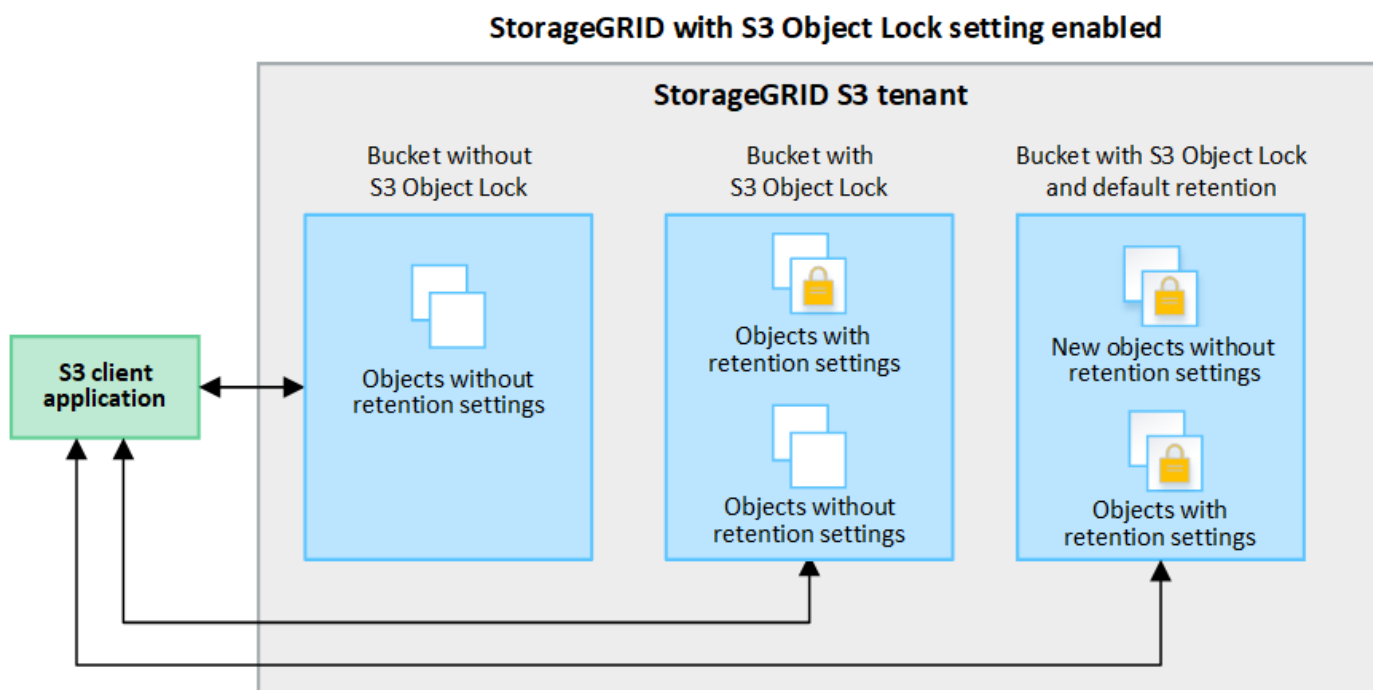 StorageGRID with S3 Object Lock setting enabled
StorageGRID S3 tenant
Bucket without
S3 Object Lock
Bucket with
S3 Object Lock
Bucket with S3 Object Lock
and default retention
S3 client
application
Objects without
retention settings
Objects with
retention settings
Objects without
retention settings
New objects without
retention settings
Objects with
retention settings